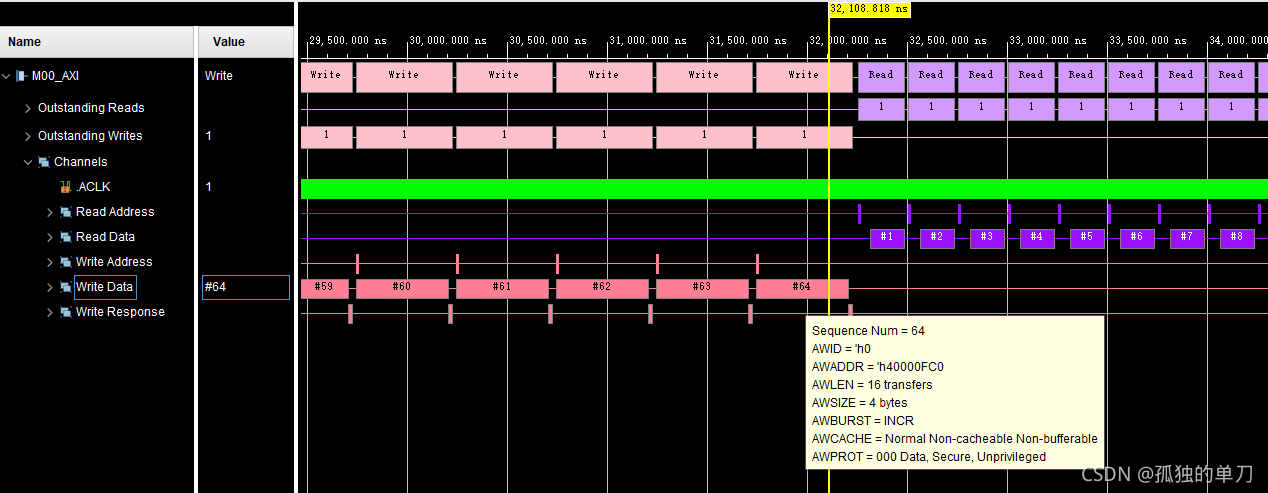 32,108.818 ns
Name Value
29,500.000 ns 30,000.000 ns 30,500.000 ns 31,000.000 ns 31,500.000 ns 32,000.000 ns 32,500.000 ns 33,000.000 ns 33,500.000 ns 34,000.000
M00_AXI Write Write Write Write Write Write Write Read Read Read Read Read Read Read Read
Outstanding Reads 1 1 1 1 1 1 1 1
Outstanding Writes 1 1 1 1 1 1 1
Channels
.ACLK 1
Read Address
Read Data #1 #2 #3 #4 #5 #6 #7 #8
Write Address
Write Data #64 #59 #60 #61 #62 #63 #64
Write Response
Sequence Num = 64
AWID = 'h0
AWADDR = 'h40000FC0
AWLEN = 16 transfers
AWSIZE = 4 bytes
AWBURST = INCR
AWCACHE = Normal Non-cacheable Non-bufferable
AWPROT = 000 Data, Secure, Unprivileged
CSDN @孤独的单刀